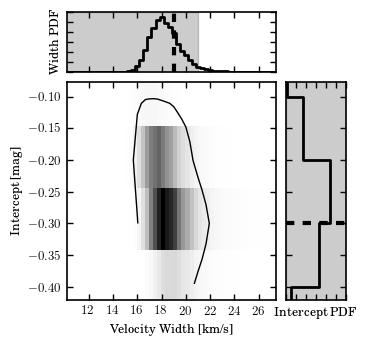 Width PDF
−0.10
−0.15
−0.20
−0.25
−0.30
−0.35
−0.40
Intercept [mag]
12 14 16 18 20 22 24 26
Velocity Width [km/s]
Intercept PDF